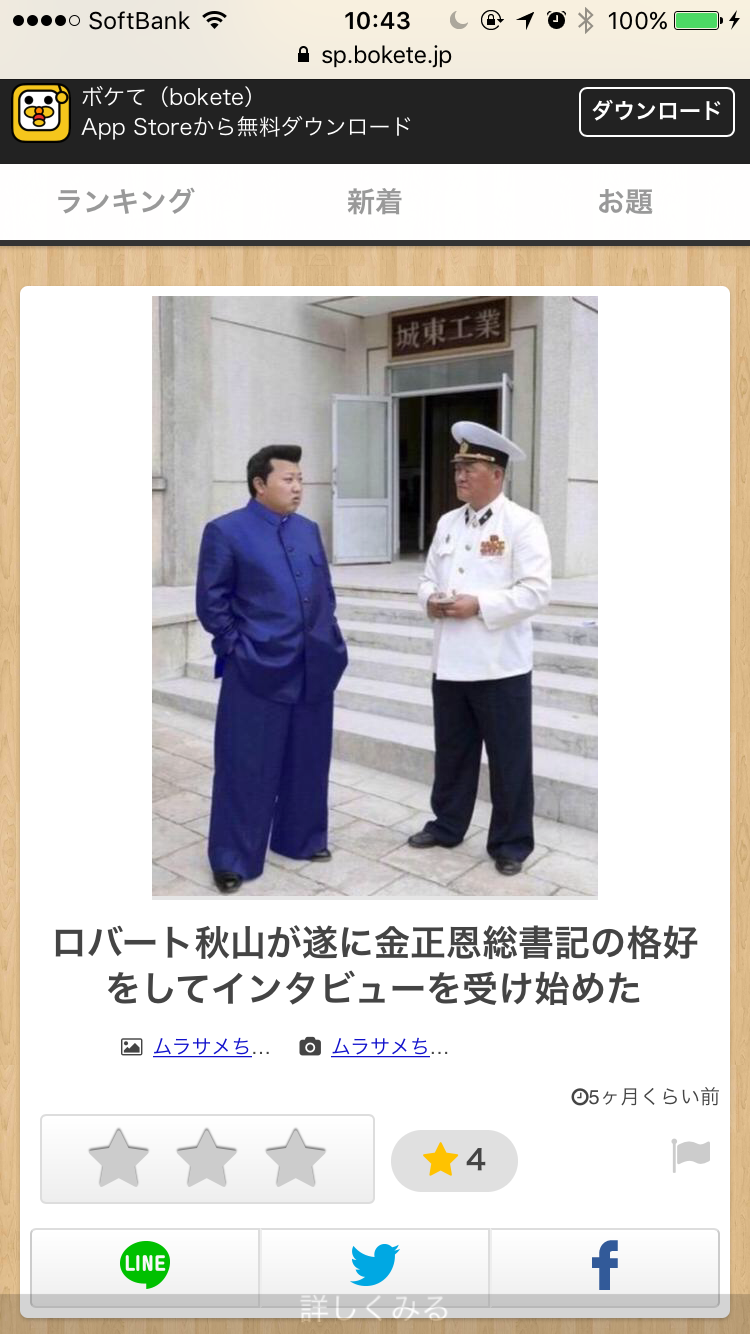 SoftBank 10:43 100%
sp.bokete.jp
ボケて（bokete）
App Storeから無料ダウンロード
ダウンロード
ランキング 新着 お題
城東工業
ロバート秋山が遂に金正恩総書記の格好
をしてインタビューを受け始めた
ムラサメち... ムラサメち...
5ヶ月くらい前
4
LINE
詳しくみる